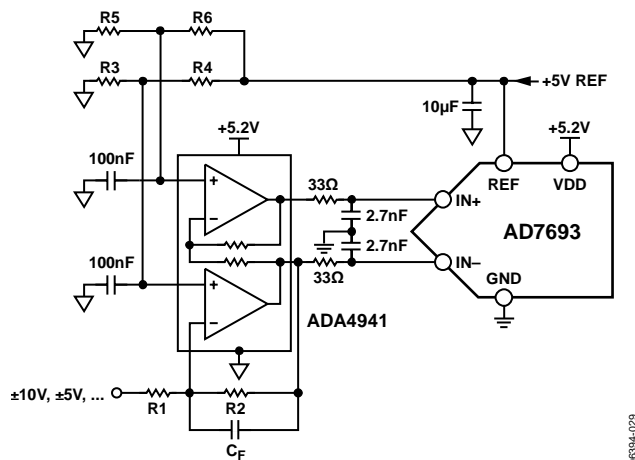 R5
R6
R3
R4
+5V REF
10µF
+5.2V
+5.2V
100nF
REF
VDD
+
33Ω
IN+
–
2.7nF
AD7693
2.7nF
100nF
+
33Ω
IN–
–
GND
ADA4941
±10V, ±5V, ...
R1
R2
CF
06394-029